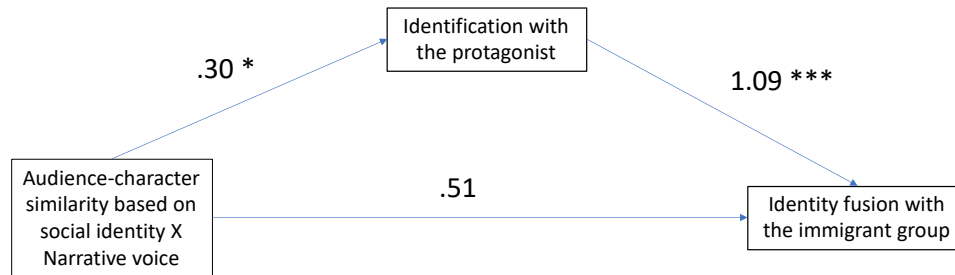 Identification with
the protagonist
.30 *
1.09 ***
Audience-character
similarity based on
social identity X
Narrative voice
.51
Identity fusion with
the immigrant group